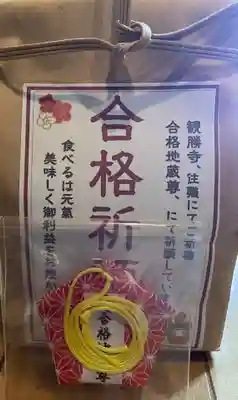 観勝寺、住職にてご祈祷
合格地蔵尊、にて祈願してい
合格祈
食べるは元氣
美味しく御利益を
合格
尊